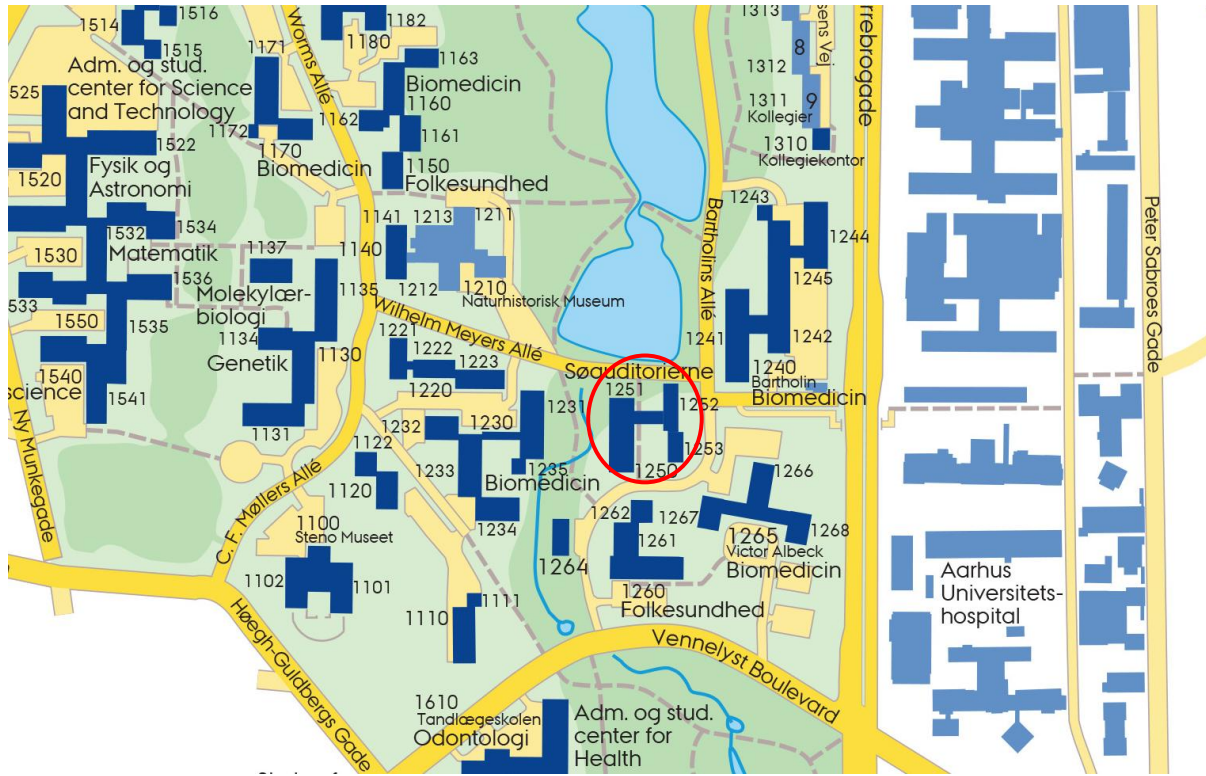 1514
1516
1515
Adm. og stud.
center for Science
and Technology
525
1522
1520
Fysik og
Astronomi
1532
1534
1530
Matematik
1536
533
1550
1535
1540
science
1541
Ny Munkegade
1171
1172
1170
Biomedicin
Worms Allé
1182
1180
1163
Biomedicin
1160
1162
1161
1150
Folkesundhed
1141
1213
1211
1140
1212
1210
Naturhistorisk Museum
1137
1135
Molekylær-
biologi
1134
Genetik
1130
1131
Wilhelm Meyers Allé
1221
1222
1223
1220
1231
1230
1232
1233
1235
Biomedicin
1234
1122
1120
C. F. Møllers Allé
1100
Steno Museet
1102
1101
1111
1110
Høegh-Guldbergs Gade
Søauditorierne
1251
1252
1253
1250
1262
1267
1261
1264
1260
Folkesundhed
1266
1265
1268
Victor Albeck
Biomedicin
Vennelyst Boulevard
1610
Tandlægeskolen
Odontologi
Adm. og stud.
center for
Health
1313
8
1312
sens Vej
1311
9
Kollegier
1310
Kollegiekontor
1243
1244
1245
1241
1242
1240
Bartholin
Biomedicin
Bartholins Allé
rrebrogade
Peter Sabroes Gade
Aarhus
Universitets-
hospital